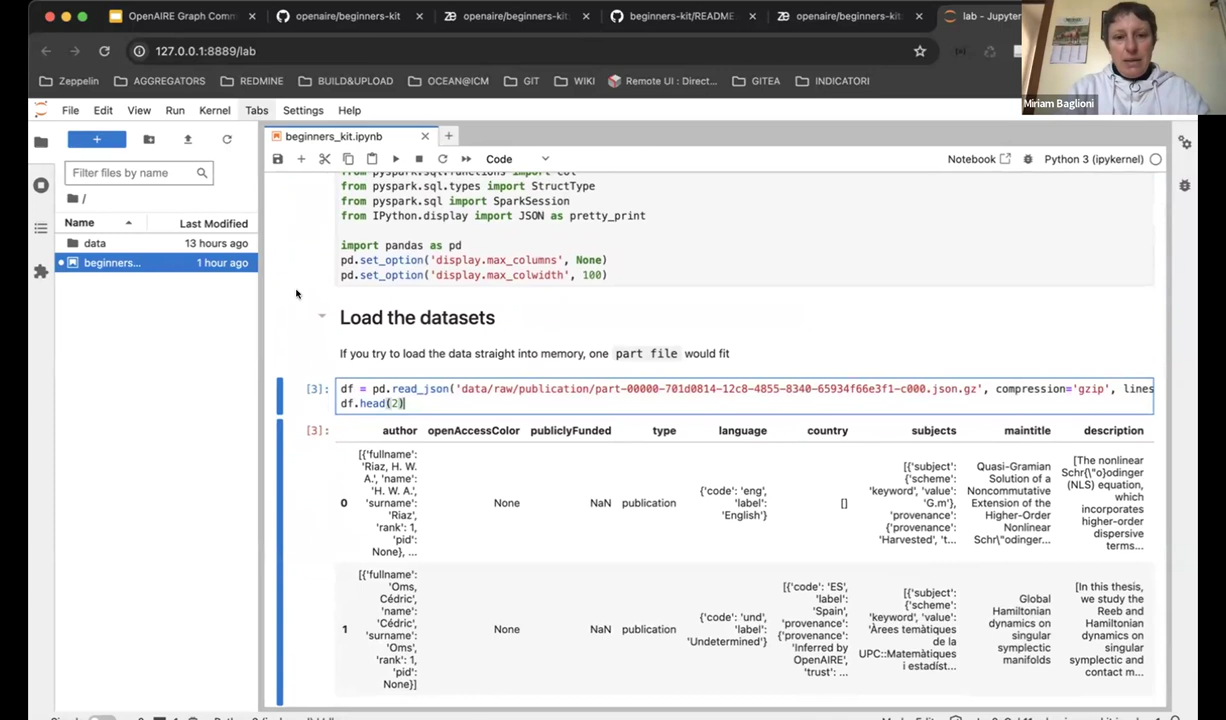 OpenAIRE Graph Comm
openaire/beginners-kit
openaire/beginners-kit:
beginners-kit/README
openaire/beginners-kit:
lab - Jupyter
127.0.0.1:8889/lab
Zeppelin
AGGREGATORS
REDMINE
BUILD&UPLOAD
OCEAN@ICM
GIT
WIKI
Remote UI : Direct...
GITEA
INDICATORI
Miriam Baglioni
File Edit View Run Kernel Tabs Settings Help
beginners_kit.ipynb
Filter files by name
Code
Notebook
Python 3 (ipykernel)
/
Name
Last Modified
data
13 hours ago
beginners...
1 hour ago
from pyspark.sql.functions import col
from pyspark.sql.types import StructType
from pyspark.sql import SparkSession
from IPython.display import JSON as pretty_print
import pandas as pd
pd.set_option('display.max_columns', None)
pd.set_option('display.max_colwidth', 100)
Load the datasets
If you try to load the data straight into memory, one part file would fit
[3]:
df = pd.read_json('data/raw/publication/part-00000-701d0814-12c8-4855-8340-65934f66e3f1-c000.json.gz', compression='gzip', lines
df.head(2)
[3]:
author openAccessColor publiclyFunded type language country subjects maintitle description
0
[{'fullname':
'Riaz, H. W.
A.', 'name':
'H. W. A.',
'surname':
'Riaz',
'rank': 1,
'pid':
None}, ...
None
NaN
publication
{'code': 'eng',
'label':
'English'}
[]
[{'subject':
{'scheme':
'keyword', 'value':
'G.m'},
'provenance':
{'provenance':
'Harvested', 't...
Quasi-Gramian
Solution of a
Noncommutative
Extension of the
Higher-Order
Nonlinear
Schr\"odinger...
[The nonlinear
Schr{\"o}odinger
(NLS) equation,
which
incorporates
higher-order
dispersive
terms...
1
[{'fullname':
'Oms,
Cédric',
'name':
'Cédric',
'surname':
'Oms',
'rank': 1,
'pid':
None}]
None
NaN
publication
{'code': 'und',
'label':
'Undetermined'}
[{'code': 'ES',
'label':
'Spain',
'provenance':
{'provenance':
'Inferred by
OpenAIRE',
'trust': ...
[{'subject':
{'scheme':
'keyword', 'value':
'Àrees temàtiques
de la
UPC::Matemàtiques
i estadíst...
Global
Hamiltonian
dynamics on
singular
symplectic
manifolds
[In this thesis,
we study the
Reeb and
Hamiltonian
dynamics on
singular
symplectic and
contact m...